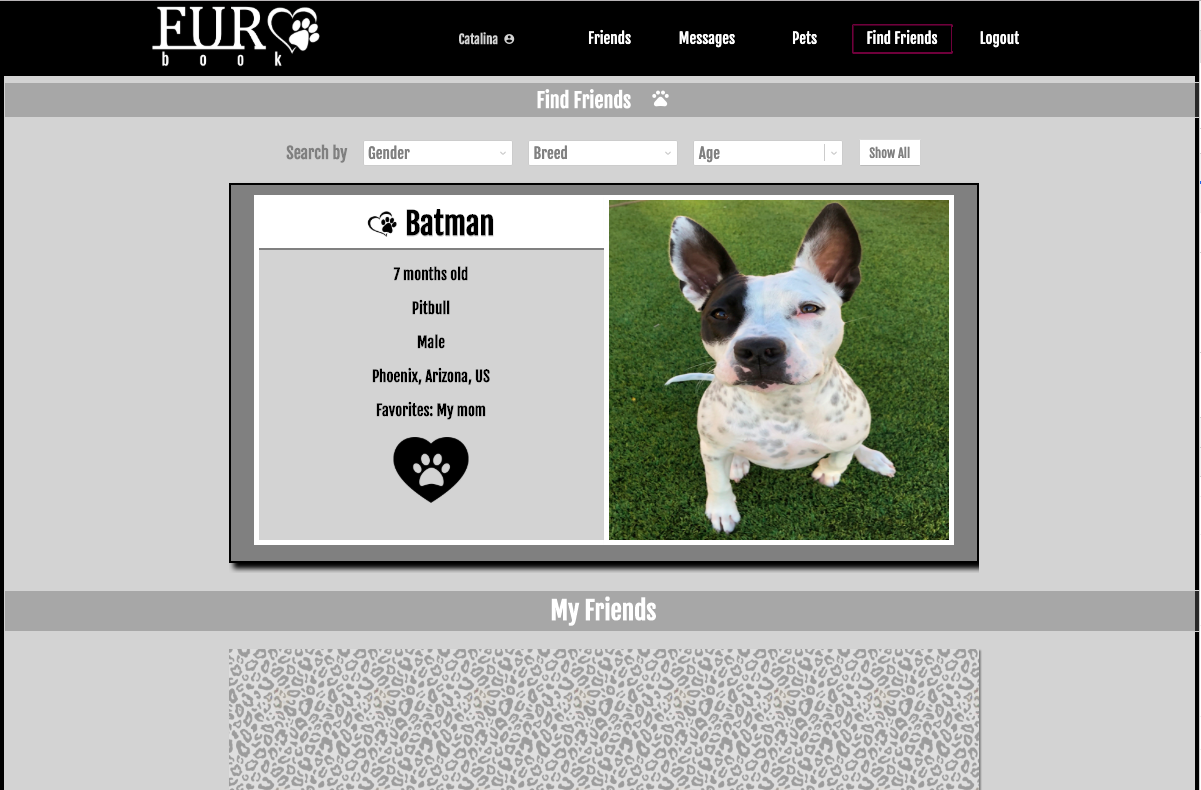 FUR
book
Catalina
Friends
Messages
Pets
Find Friends
Logout
Find Friends
Search by
Gender
Breed
Age
Show All
Batman
7 months old
Pitbull
Male
Phoenix, Arizona, US
Favorites: My mom
My Friends